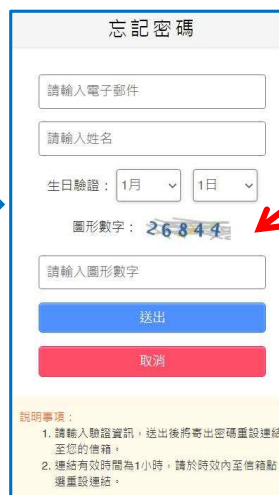 忘記密碼
請輸入電子郵件
請輸入姓名
生日驗證： 1月 1日
圖形數字： 26844
請輸入圖形數字
送出
取消
說明事項：
1. 請輸入驗證資訊，送出後將寄出密碼重設連結
至您的信箱。
2. 連結有效時間為1小時，請於時效內至信箱點
選重設連結。